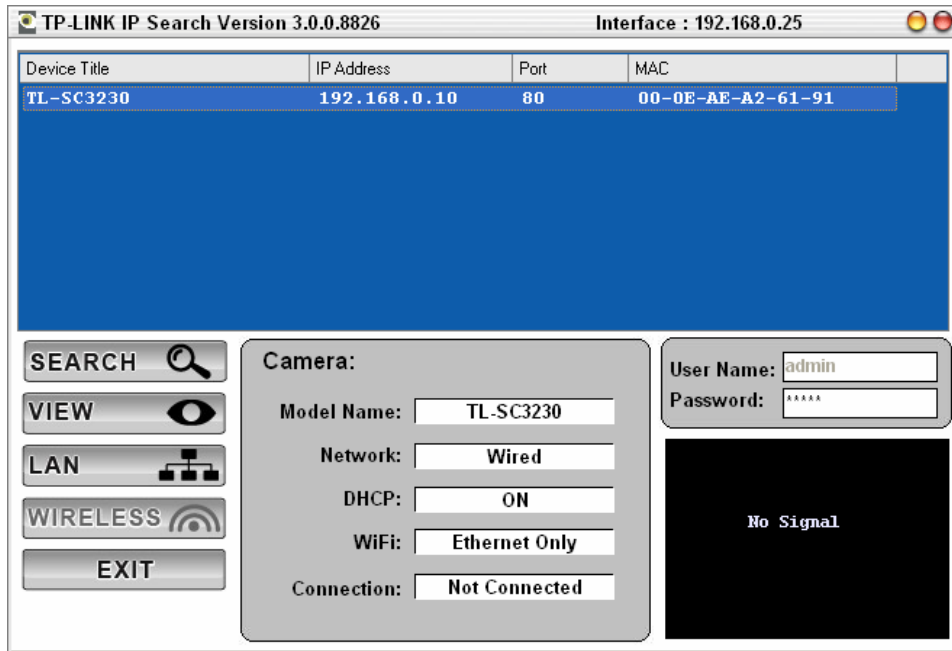 TP-LINK IP Search Version 3.0.0.8826 Interface : 192.168.0.25
Device Title IP Address Port MAC
TL-SC3230 192.168.0.10 80 00-0E-AE-A2-61-91
SEARCH
VIEW
LAN
WIRELESS
EXIT
Camera:
Model Name: TL-SC3230
Network: Wired
DHCP: ON
WiFi: Ethernet Only
Connection: Not Connected
User Name: admin
Password: *****
No Signal